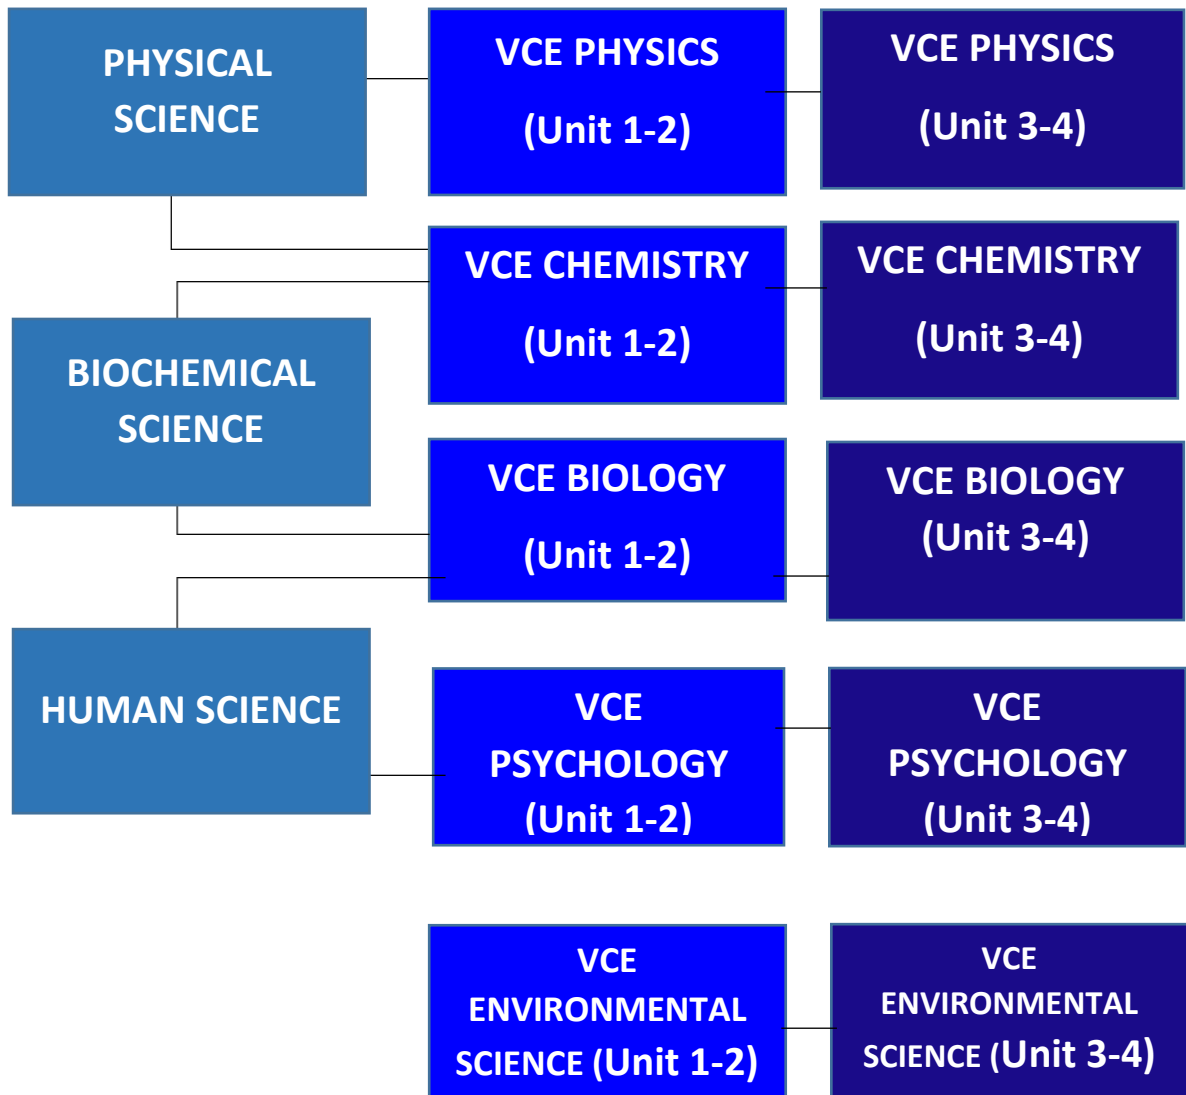 PHYSICAL
SCIENCE
VCE PHYSICS
(Unit 1-2)
VCE PHYSICS
(Unit 3-4)
VCE CHEMISTRY
(Unit 1-2)
VCE CHEMISTRY
(Unit 3-4)
BIOCHEMICAL
SCIENCE
VCE BIOLOGY
(Unit 1-2)
VCE BIOLOGY
(Unit 3-4)
HUMAN SCIENCE
VCE
PSYCHOLOGY
(Unit 1-2)
VCE
PSYCHOLOGY
(Unit 3-4)
VCE
ENVIRONMENTAL
SCIENCE (Unit 1-2)
VCE
ENVIRONMENTAL
SCIENCE (Unit 3-4)